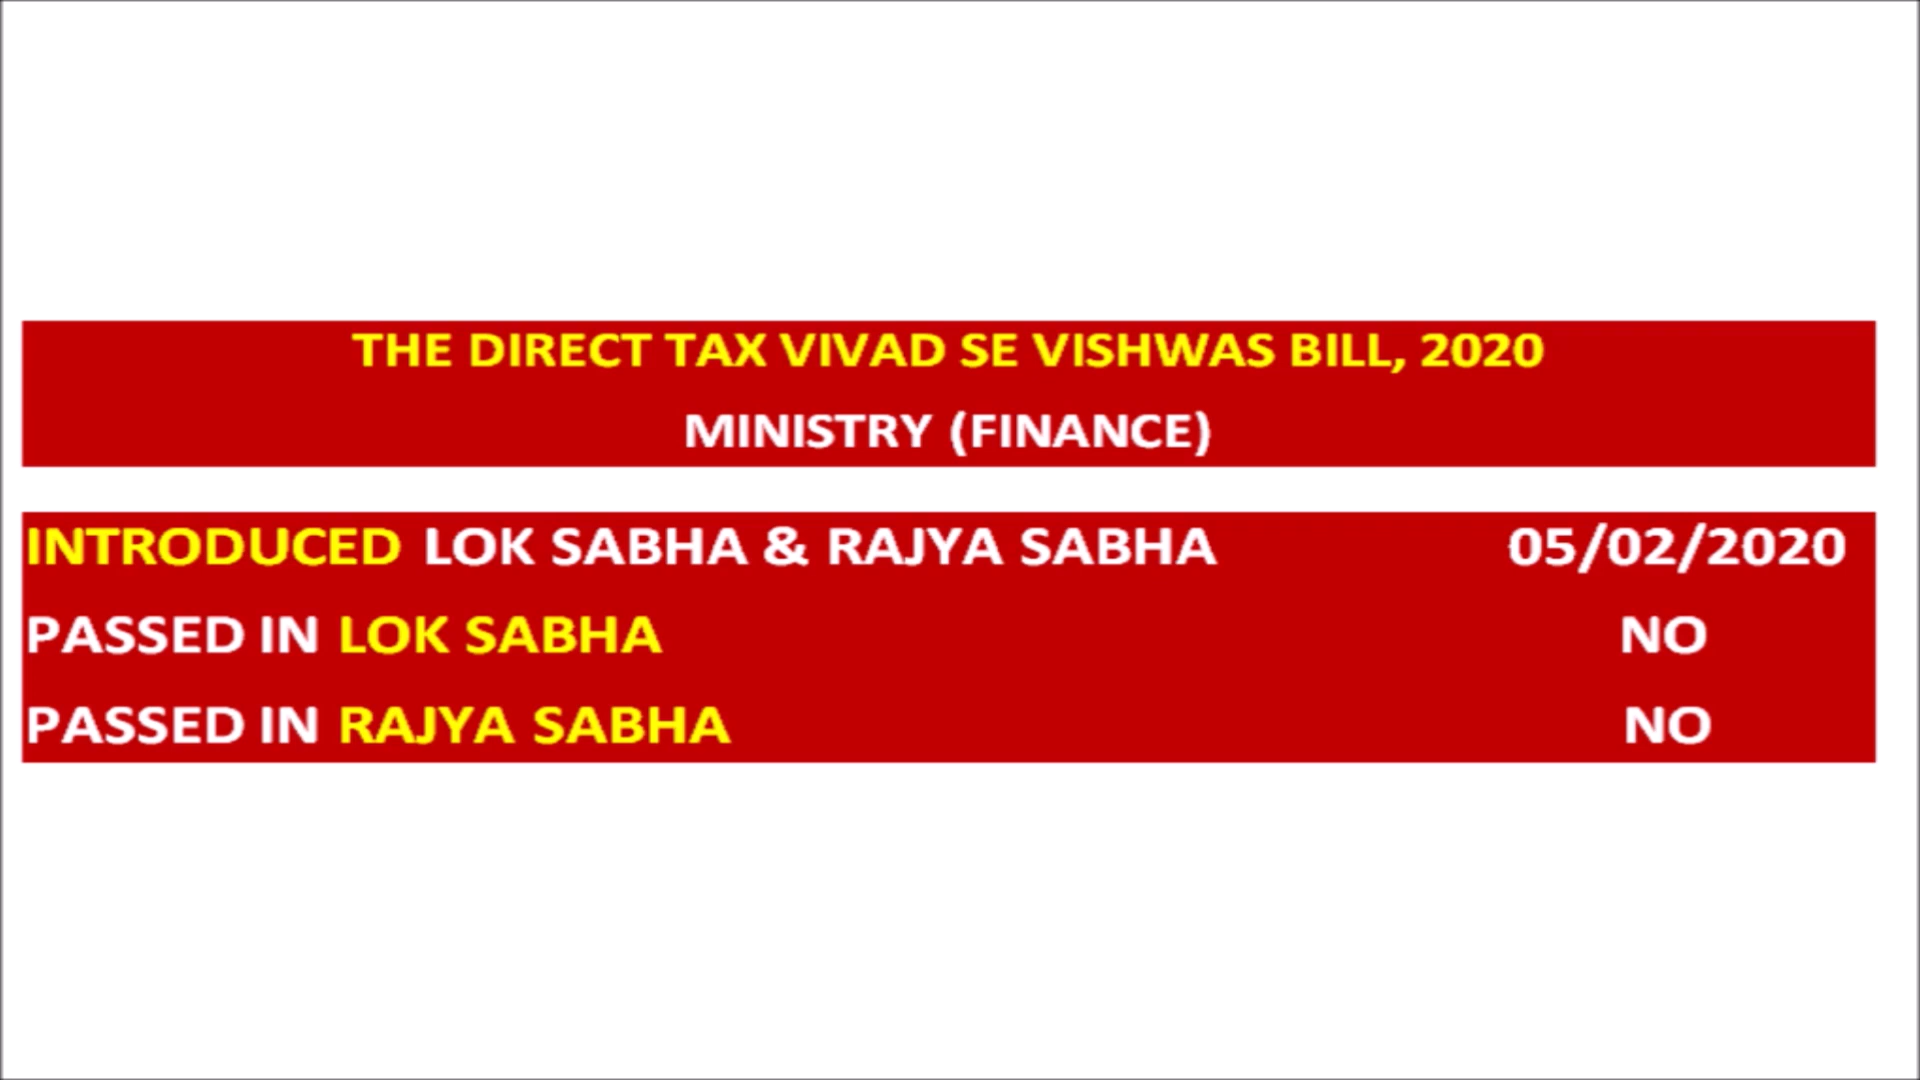 THE DIRECT TAX VIVAD SE VISHWAS BILL, 2020
MINISTRY (FINANCE)
INTRODUCED LOK SABHA & RAJYA SABHA 05/02/2020
PASSED IN LOK SABHA NO
PASSED IN RAJYA SABHA NO